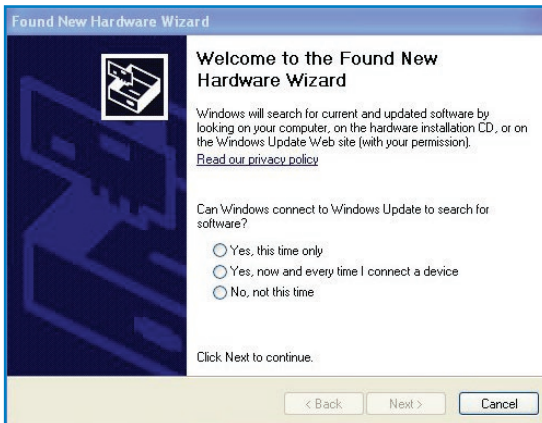 Found New Hardware Wizard
Welcome to the Found New
Hardware Wizard
Windows will search for current and updated software by
looking on your computer, on the hardware installation CD, or on
the Windows Update Web site (with your permission).
Read our privacy policy
Can Windows connect to Windows Update to search for
software?
Yes, this time only
Yes, now and every time I connect a device
No, not this time
Click Next to continue.
< Back Next > Cancel